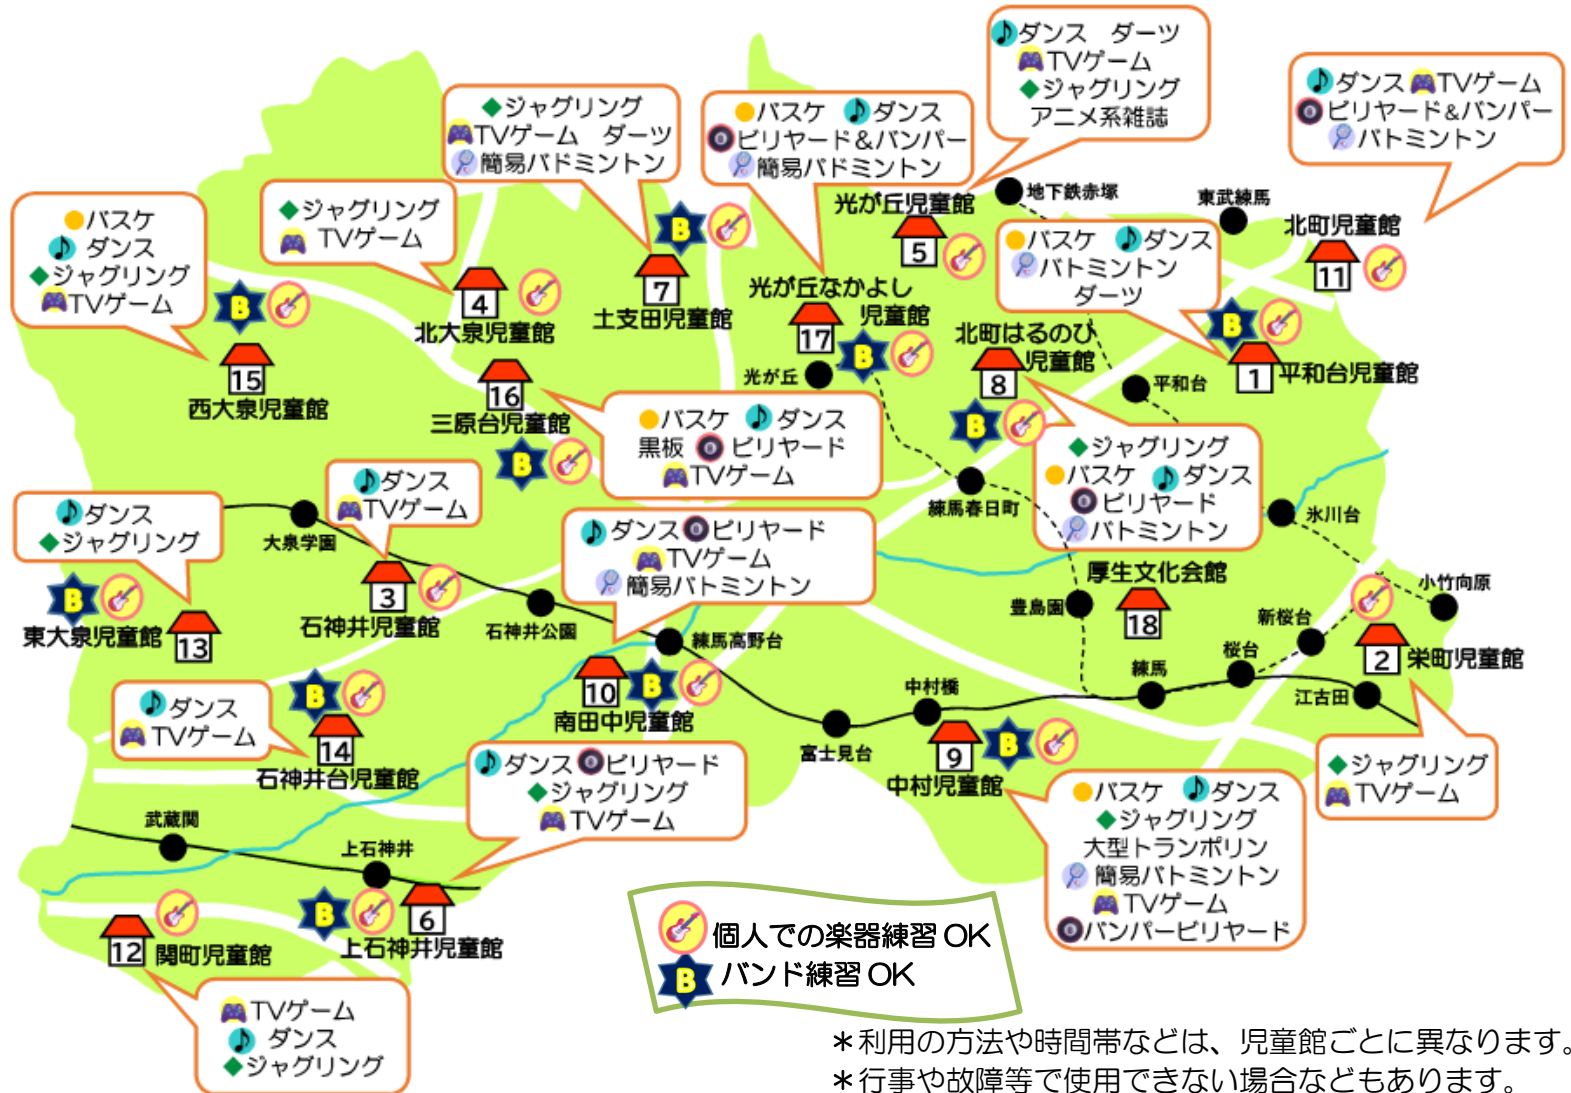 ダンス ダーツ
TVゲーム
ジャグリング
アニメ系雑誌
ダンス TVゲーム
ビリヤード&バンパー
バトミントン
ジャグリング
TVゲーム ダーツ
簡易バドミントン
バスケ ダンス
ビリヤード&バンパー
簡易バドミントン
バスケ
ダンス
ジャグリング
TVゲーム
ジャグリング
TVゲーム
バスケ ダンス
バトミントン
ダーツ
地下鉄赤塚
東武練馬
光が丘児童館
5
北町児童館
11
B
4
北大泉児童館
B
7
土支田児童館
光が丘なかよし
児童館
17
B
光が丘
北町はるのひ
児童館
8
B
平和台
B
1
平和台児童館
B
15
西大泉児童館
16
三原台児童館
B
バスケ ダンス
黒板 ビリヤード
TVゲーム
ジャグリング
バスケ ダンス
ビリヤード
バトミントン
ダンス
TVゲーム
ダンス
ジャグリング
大泉学園
練馬春日町
氷川台
ダンス ビリヤード
TVゲーム
簡易バトミントン
B
東大泉児童館
13
3
石神井児童館
石神井公園
練馬高野台
豊島園
厚生文化会館
18
小竹向原
新桜台
2
栄町児童館
桜台
練馬
江古田
中村橋
富士見台
ダンス
TVゲーム
B
14
石神井台児童館
10
B
南田中児童館
9
B
中村児童館
ダンス ビリヤード
ジャグリング
TVゲーム
ジャグリング
TVゲーム
バスケ ダンス
ジャグリング
大型トランポリン
簡易バトミントン
TVゲーム
バンパービリヤード
武蔵関
上石神井
B
6
上石神井児童館
12
関町児童館
TVゲーム
ダンス
ジャグリング
個人での楽器練習OK
B
バンド練習OK
*利用の方法や時間帯などは、児童館ごとに異なります。
*行事や故障等で使用できない場合などもあります。